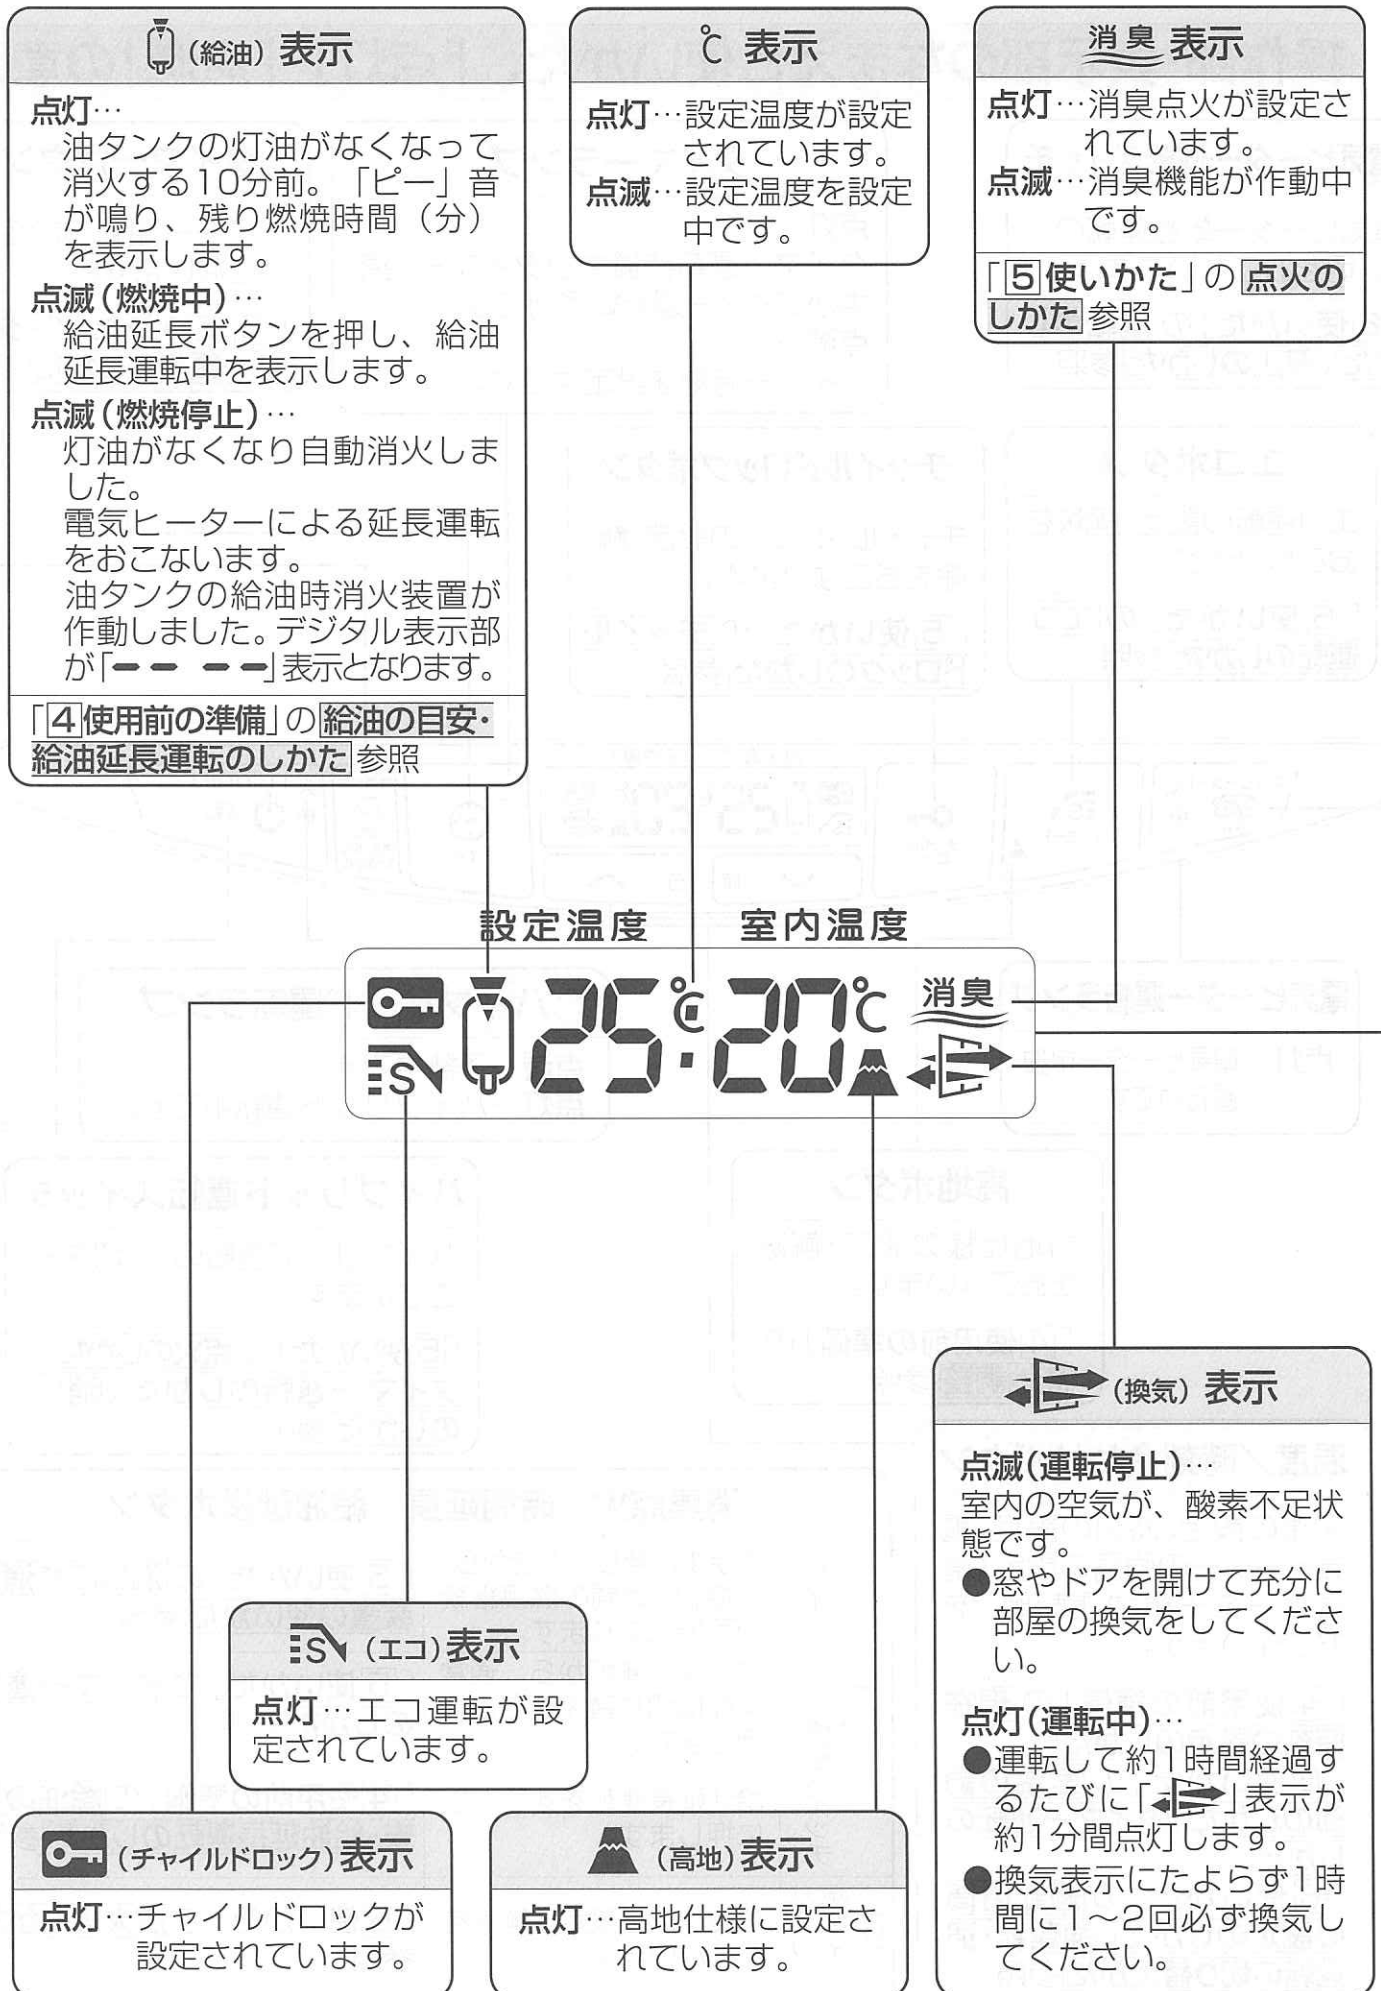 (給油) 表示
点灯…
油タンクの灯油がなくなって
消火する10分前。「ピー」音
が鳴り、残り燃焼時間（分）
を表示します。
点滅(燃焼中)…
給油延長ボタンを押し、給油
延長運転中を表示します。
点滅(燃焼停止)…
灯油がなくなり自動消火しま
した。
電気ヒーターによる延長運転
をおこないます。
油タンクの給油時消火装置が
作動しました。デジタル表示部
が「-- --」表示となります。
「4使用前の準備」の給油の目安・
給油延長運転のしかた参照
℃ 表示
点灯…設定温度が設定
されています。
点滅…設定温度を設定
中です。
消臭 表示
点灯…消臭点火が設定さ
れています。
点滅…消臭機能が作動中
です。
「5使いかた」の点火の
しかた参照
設定温度 室内温度
25℃:20℃ 消臭
S
(換気) 表示
点滅(運転停止)…
室内の空気が、酸素不足状
態です。
●窓やドアを開けて充分に
部屋の換気をしてくださ
い。
点灯(運転中)…
●運転して約1時間経過す
るたびに「」表示が
約1分間点灯します。
●換気表示にたよらず1時
間に1〜2回必ず換気し
てください。
S (エコ)表示
点灯…エコ運転が設
定されています。
(チャイルドロック)表示
点灯…チャイルドロックが
設定されています。
(高地)表示
点灯…高地仕様に設定さ
れています。